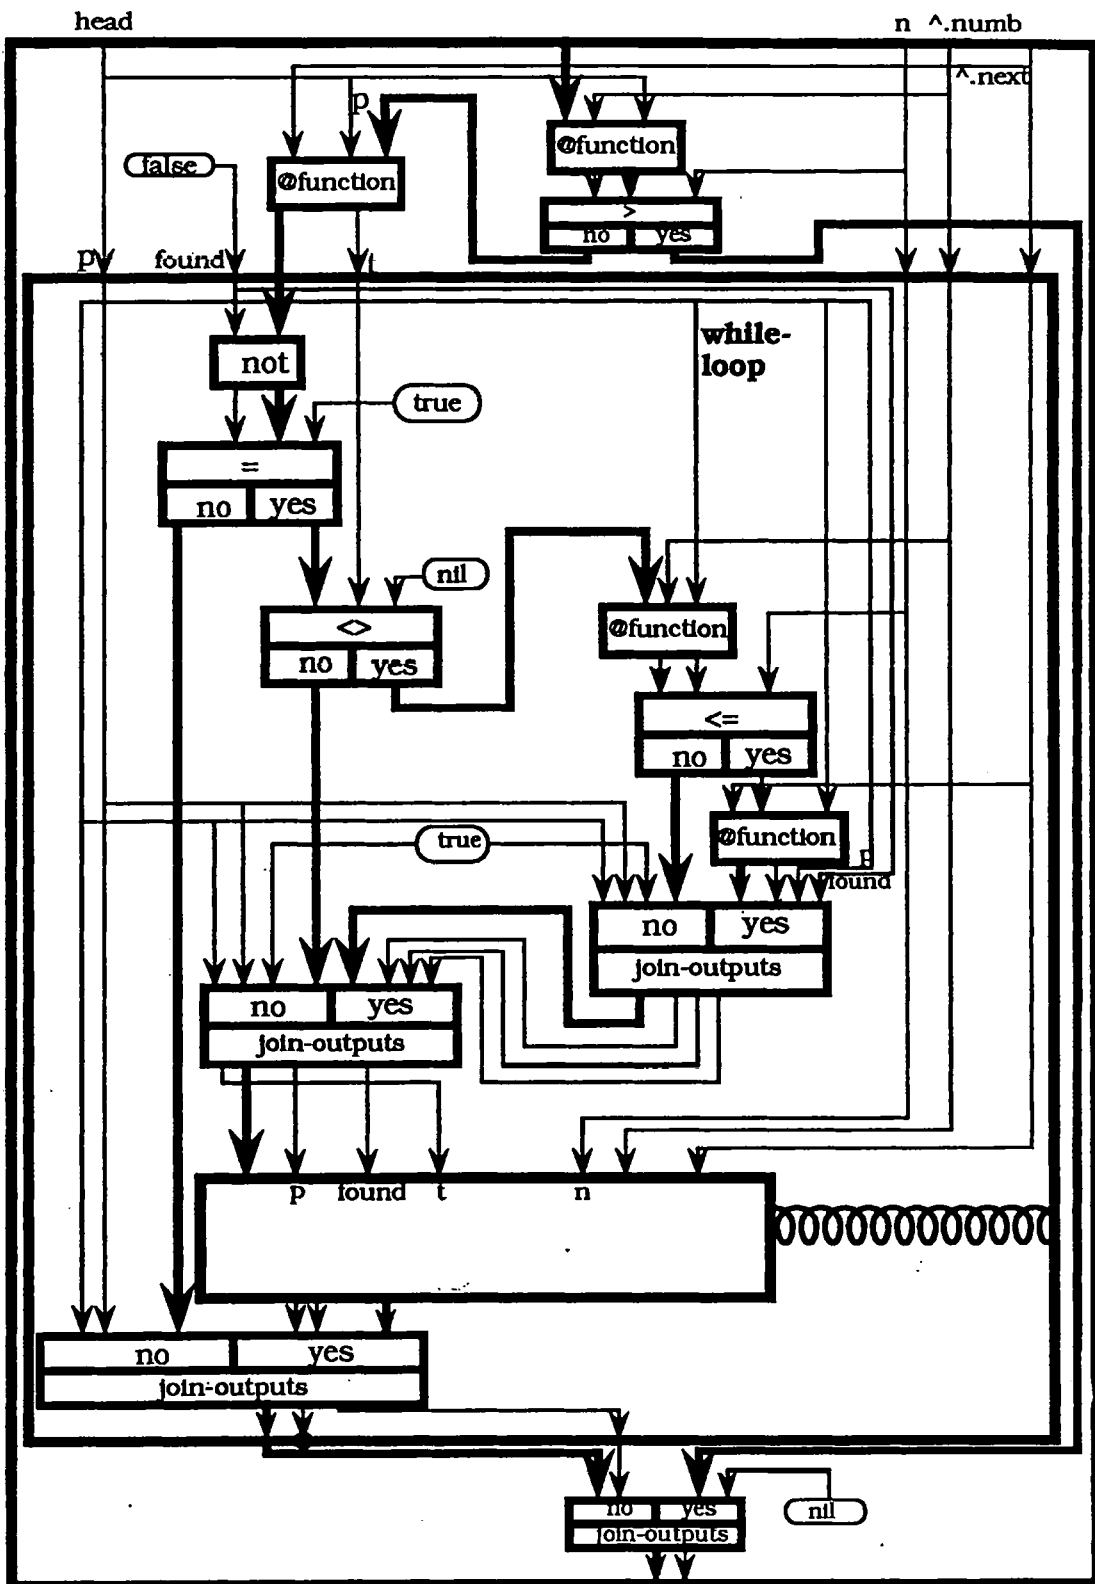 head
n ^.numb
^.next
p
@function
false
@function
>
no yes
p found t
while-
loop
not
true
=
no yes
nil
<>
no yes
@function
<=
no yes
@function
true
p
found
no yes
join-outputs
no yes
join-outputs
p found t n
no yes
join-outputs
no yes
join-outputs
nil